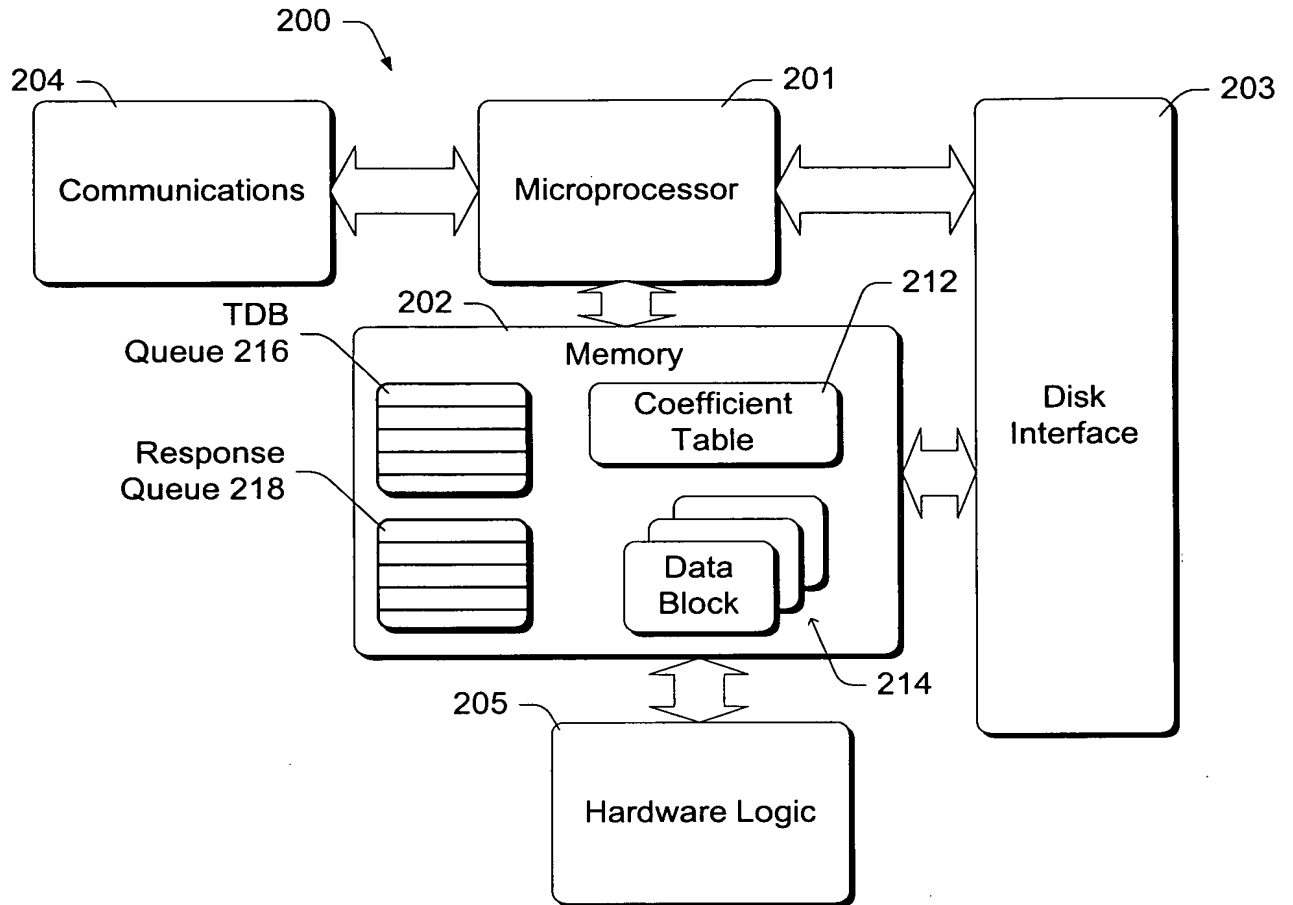 200
204
201
203
Communications
Microprocessor
202
212
TDB
Queue 216
Memory
Coefficient
Table
Disk
Interface
Response
Queue 218
Data
Block
214
205
Hardware Logic